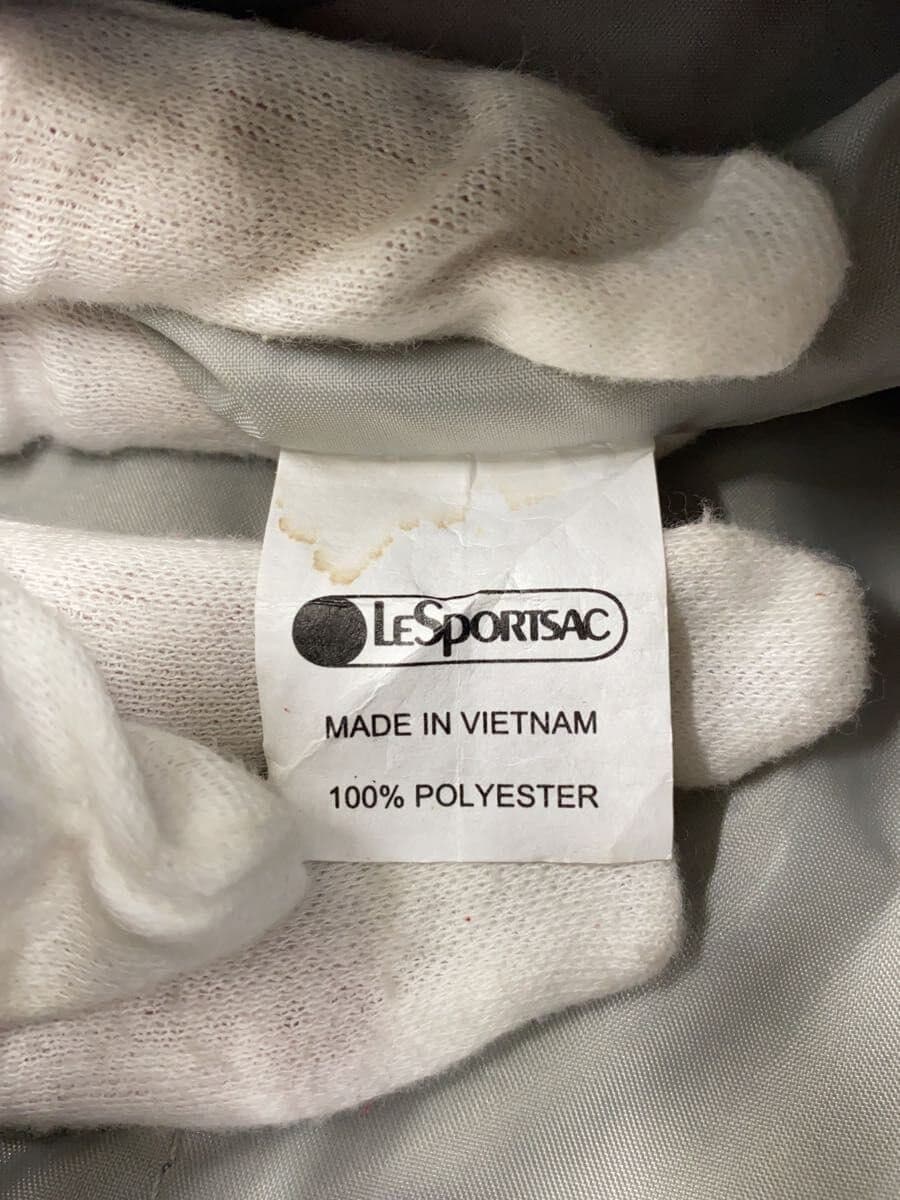 LESPORTSAC
MADE IN VIETNAM
100% POLYESTER